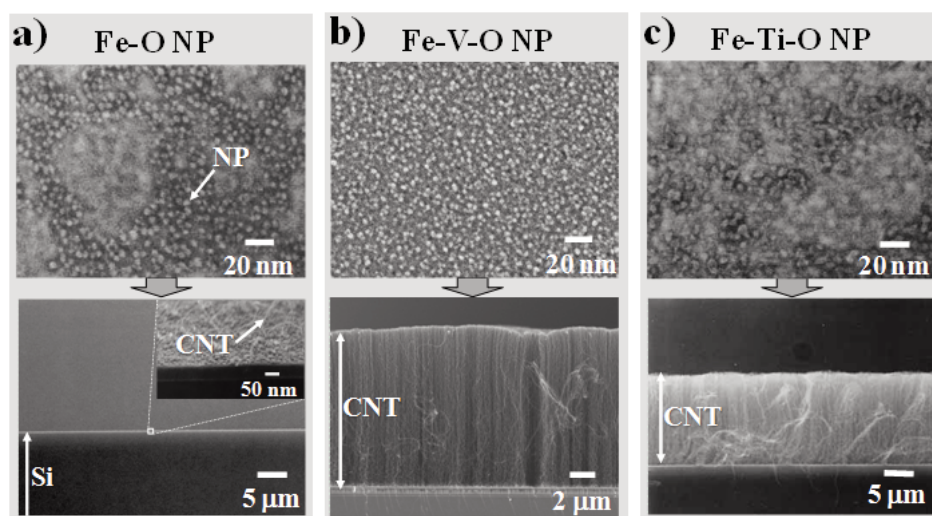 a)
Fe-O NP
NP
20 nm
CNT
50 nm
Si
5 µm
b)
Fe-V-O NP
20 nm
CNT
2 µm
c)
Fe-Ti-O NP
20 nm
CNT
5 µm